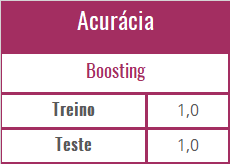 Acurácia
Boosting
Treino 1,0
Teste 1,0